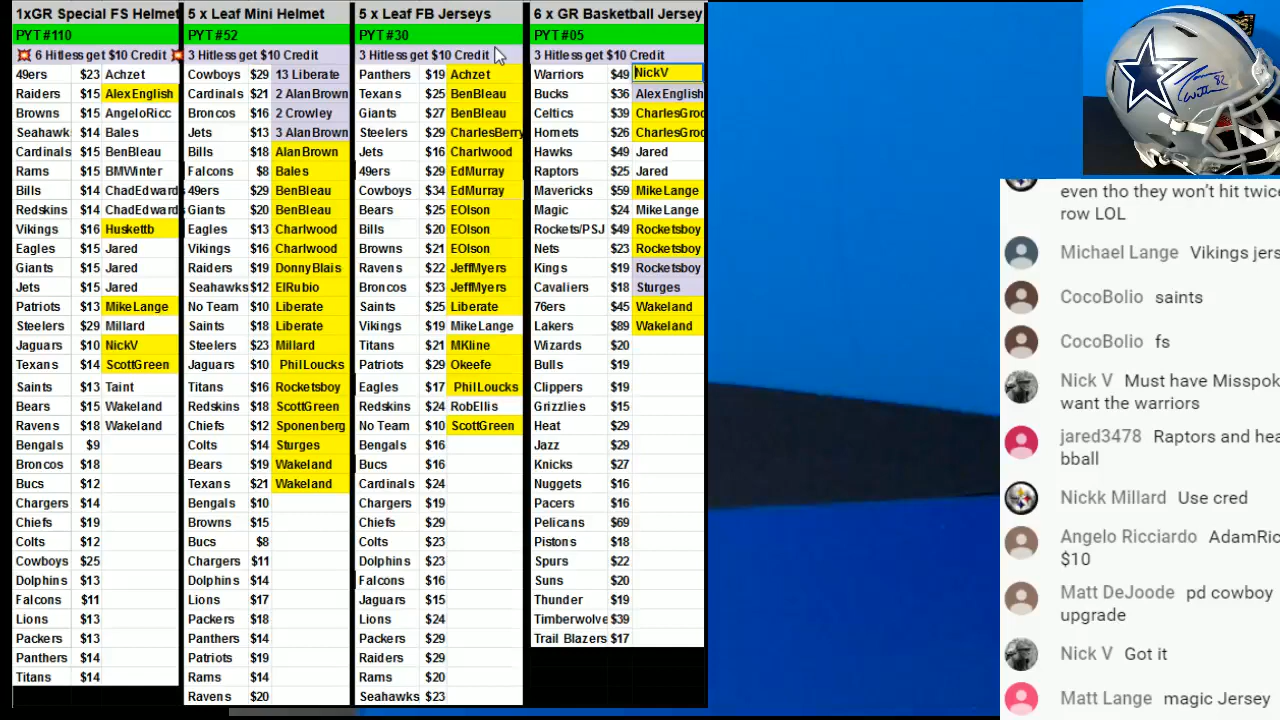 1xGR Special FS Helmet
PYT #110
💥 6 Hitless get $10 Credit 💥
49ers $23 Achzet
Raiders $15 AlexEnglish
Browns $15 AngeloRicc
Seahawk $14 Bales
Cardinals $15 BenBleau
Rams $15 BMWinter
Bills $14 ChadEdward
Redskins $14 ChadEdward
Vikings $16 Huskettb
Eagles $15 Jared
Giants $15 Jared
Jets $15 Jared
Patriots $13 MikeLange
Steelers $29 Millard
Jaguars $10 NickV
Texans $14 ScottGreen
Saints $13 Taint
Bears $15 Wakeland
Ravens $18 Wakeland
Bengals $9
Broncos $18
Bucs $12
Chargers $14
Chiefs $19
Colts $12
Cowboys $25
Dolphins $13
Falcons $11
Lions $13
Packers $13
Panthers $14
Titans $14
5 x Leaf Mini Helmet
PYT #52
3 Hitless get $10 Credit
Cowboys $29 13 Liberate
Cardinals $21 2 AlanBrown
Broncos $16 2 Crowley
Jets $13 3 AlanBrown
Bills $18 AlanBrown
Falcons $8 Bales
49ers $29 BenBleau
Giants $20 BenBleau
Eagles $13 Charlwood
Vikings $16 Charlwood
Raiders $19 DonnyBlais
Seahawks $12 ElRubio
No Team $10 Liberate
Saints $18 Liberate
Steelers $23 Millard
Jaguars $10 PhilLoucks
Titans $16 Rocketsboy
Redskins $18 ScottGreen
Chiefs $12 Sponenberg
Colts $14 Sturges
Bears $19 Wakeland
Texans $21 Wakeland
Bengals $10
Browns $15
Bucs $8
Chargers $11
Dolphins $14
Lions $17
Packers $18
Panthers $14
Patriots $19
Rams $14
Ravens $20
5 x Leaf FB Jerseys
PYT #30
3 Hitless get $10 Credit
Panthers $19 Achzet
Texans $25 BenBleau
Giants $27 BenBleau
Steelers $29 CharlesBerry
Jets $16 Charlwood
49ers $29 EdMurray
Cowboys $34 EdMurray
Bears $25 EOlson
Bills $20 EOlson
Browns $21 EOlson
Ravens $22 JeffMyers
Broncos $23 JeffMyers
Saints $25 Liberate
Vikings $19 MikeLange
Titans $21 MKline
Patriots $29 Okeefe
Eagles $17 PhilLoucks
Redskins $24 RobEllis
No Team $10 ScottGreen
Bengals $16
Bucs $16
Cardinals $24
Chargers $19
Chiefs $29
Colts $23
Dolphins $23
Falcons $16
Jaguars $15
Lions $24
Packers $29
Raiders $29
Rams $20
Seahawks $23
6 x GR Basketball Jersey
PYT #05
3 Hitless get $10 Credit
Warriors $49 NickV
Bucks $36 AlexEnglish
Celtics $39 CharlesGroo
Hornets $26 CharlesGroo
Hawks $49 Jared
Raptors $25 Jared
Mavericks $59 MikeLange
Magic $24 MikeLange
Rockets/PSJ $49 Rocketsboy
Nets $23 Rocketsboy
Kings $19 Rocketsboy
Cavaliers $18 Sturges
76ers $45 Wakeland
Lakers $89 Wakeland
Wizards $20
Bulls $19
Clippers $19
Grizzlies $15
Heat $29
Jazz $29
Knicks $27
Nuggets $16
Pacers $16
Pelicans $69
Pistons $18
Spurs $22
Suns $20
Thunder $19
Timberwolve $39
Trail Blazers $17
even tho they won't hit twice
row LOL
Michael Lange Vikings jers
CocoBolio saints
CocoBolio fs
Nick V Must have Misspok
want the warriors
jared3478 Raptors and hea
bball
Nickk Millard Use cred
Angelo Ricciardo AdamRic
$10
Matt DeJoode pd cowboy
upgrade
Nick V Got it
Matt Lange magic Jersey